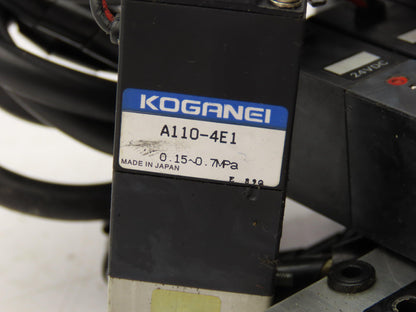 KOGANEI
A110-4E1
0.15~0.7MPa
MADE IN JAPAN
24VDC